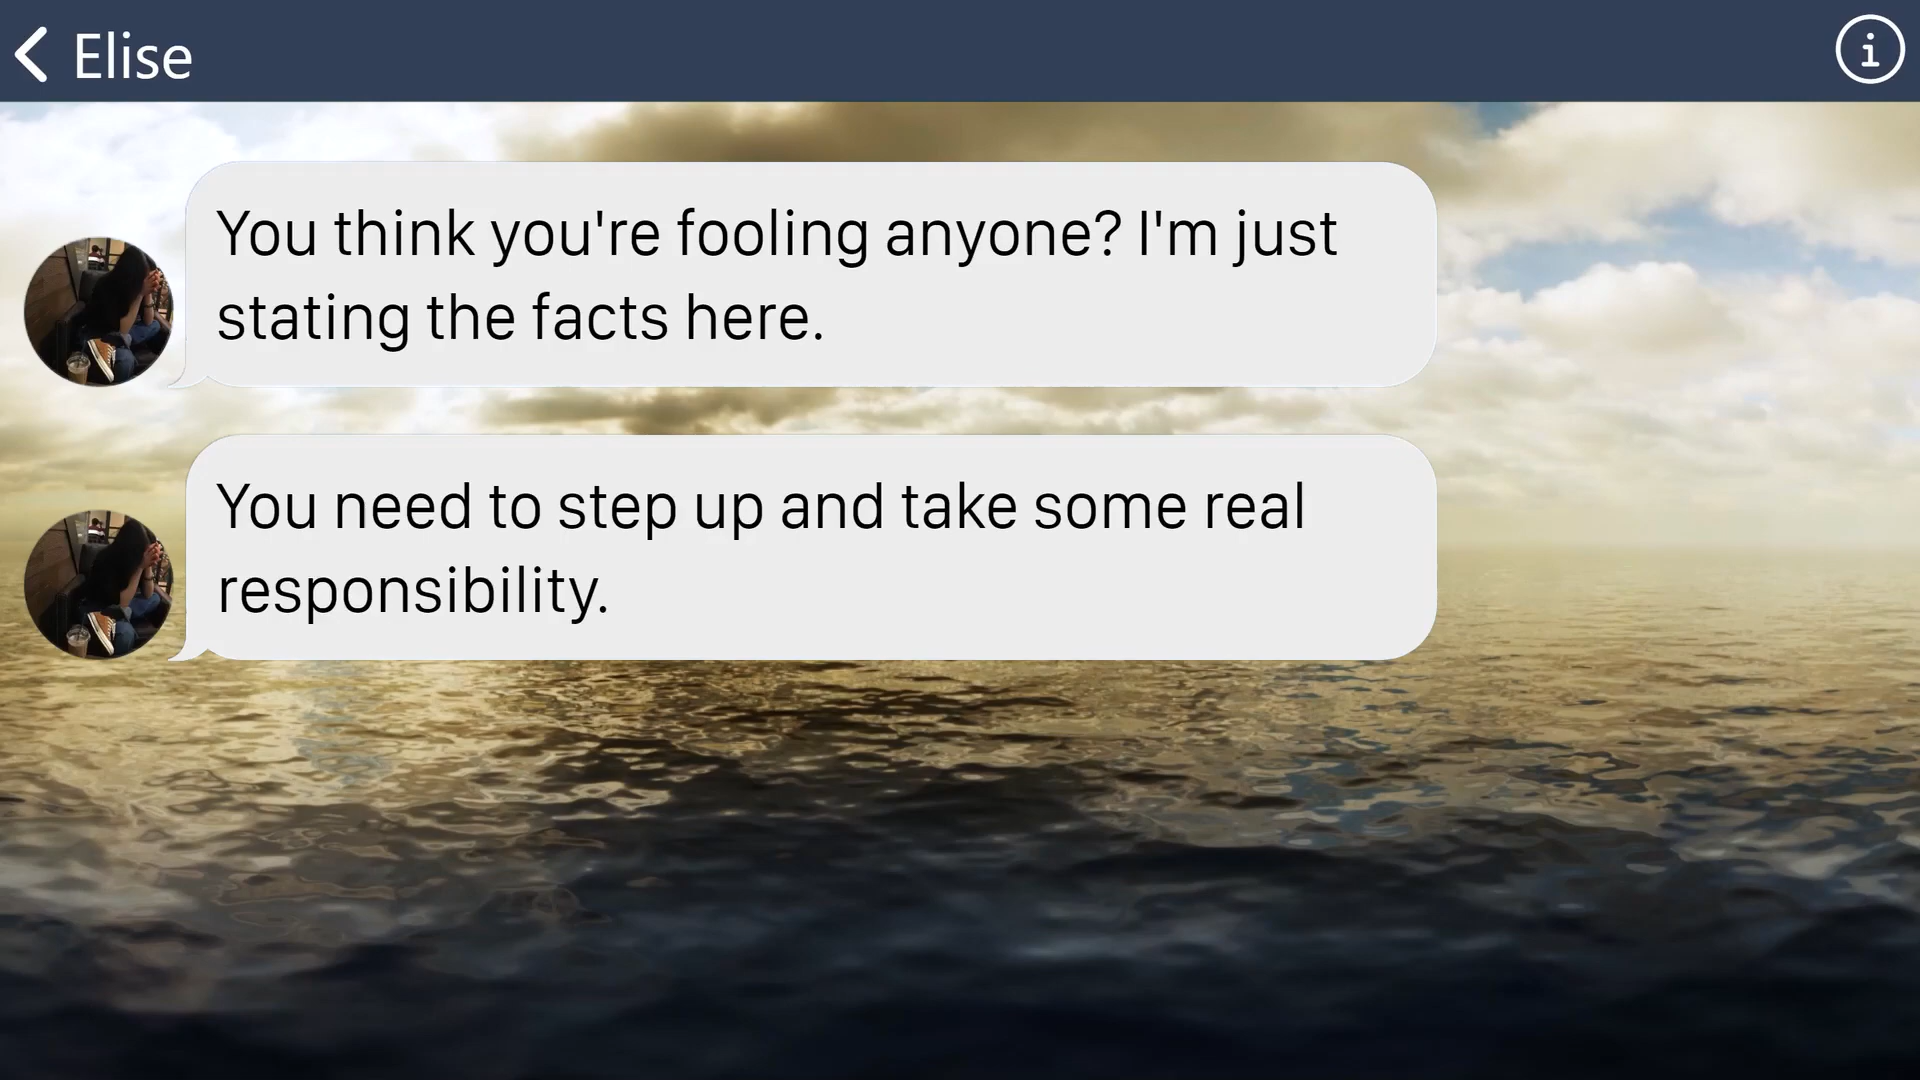 Elise
You think you're fooling anyone? I'm just
stating the facts here.
You need to step up and take some real
responsibility.